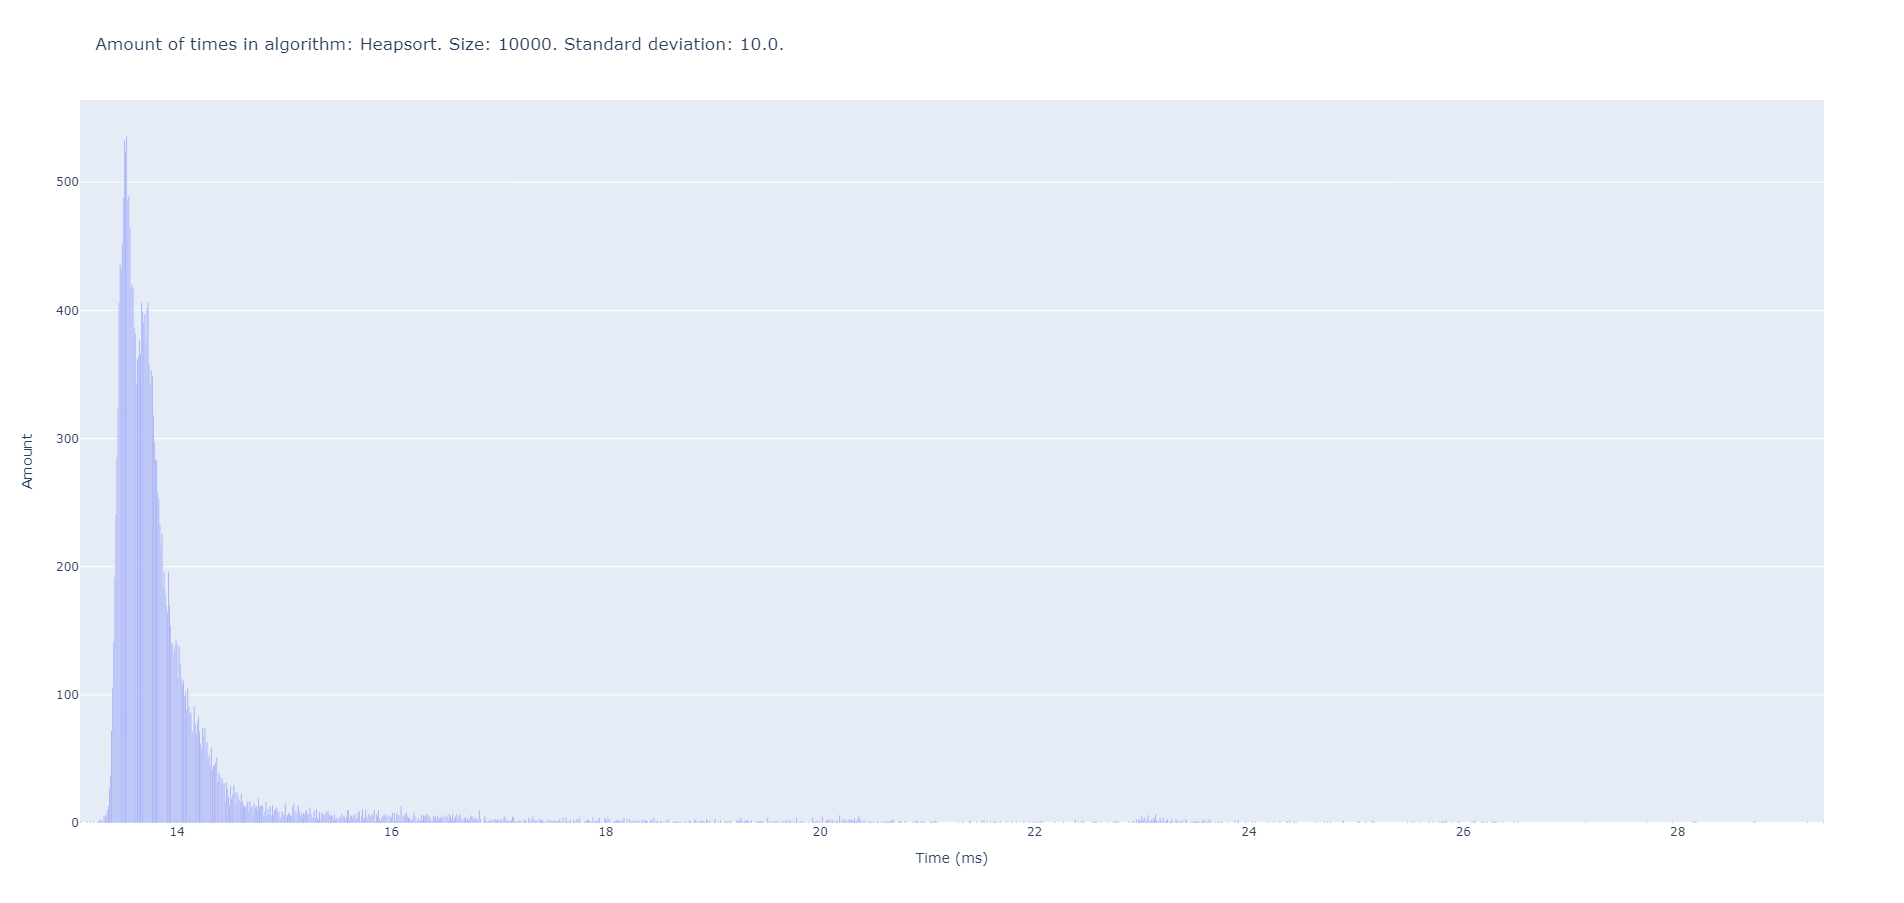 Amount of times in algorithm: Heapsort. Size: 10000. Standard deviation: 10.0.
500
400
300
200
100
0
Amount
14 16 18 20 22 24 26 28
Time (ms)